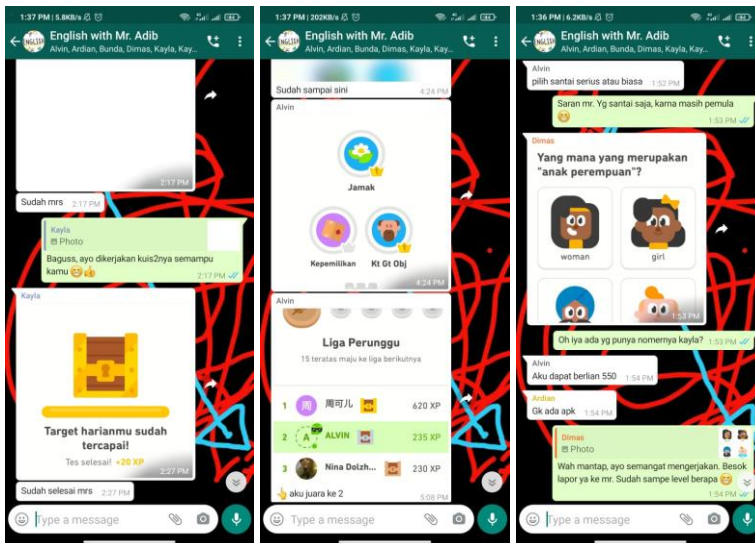 1:37 PM | 5.8KB/s
English with Mr. Adib
Alvin, Ardian, Bunda, Dimas, Kayla, Kay...
2:17 PM
Sudah mrs 2:17 PM
Kayla
Photo
Baguss, ayo dikerjakan kuis2nya semampu
kamu 😁👍 2:17 PM
Kayla
Target harianmu sudah
tercapai!
Tes selesai! +20 XP
2:27 PM
Sudah selesai mrs 2:27 PM
Type a message
1:37 PM | 202KB/s
English with Mr. Adib
Alvin, Ardian, Bunda, Dimas, Kayla, Kay...
Sudah sampai sini 4:24 PM
Alvin
Jamak
Kepemilikan Kt Gt Obj
4:24 PM
Alvin
Liga Perunggu
15 teratas maju ke liga berikutnya
1 周 周可儿 620 XP
2 A ALVIN 235 XP
3 Nina Dolzh... 230 XP
👆aku juara ke 2 5:08 PM
Type a message
1:36 PM | 6.2KB/s
English with Mr. Adib
Alvin, Ardian, Bunda, Dimas, Kayla, Kay...
Alvin
pilih santai serius atau biasa 1:52 PM
Saran mr. Yg santai saja, karna masih pemula
😁 1:53 PM
Dimas
Yang mana yang merupakan
"anak perempuan"?
woman girl
1:53 PM
Oh iya ada yg punya nomernya kayla? 1:53 PM
Alvin
Aku dapat berlian 550 1:54 PM
Ardian
Gk ada apk 1:54 PM
Dimas
Photo
Wah mantap, ayo semangat mengerjakan. Besok
lapor ya ke mr. Sudah sampe level berapa 😁
1:54 PM
Type a message